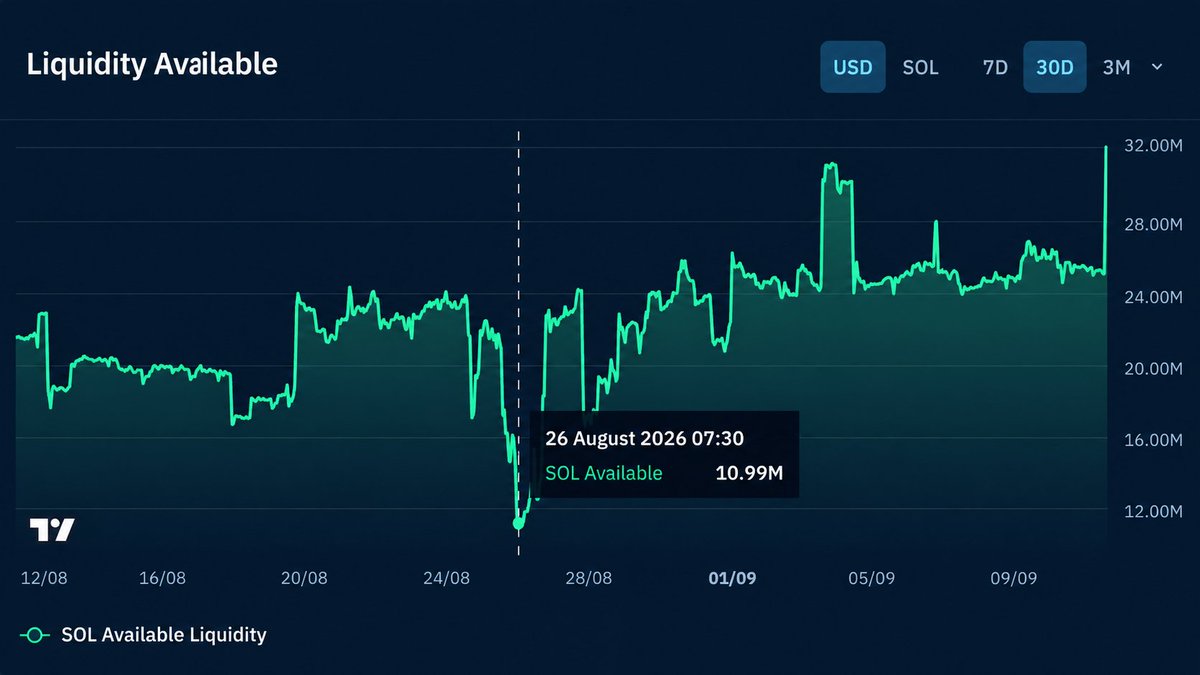 Liquidity Available
USD SOL 7D 30D 3M
32.00M
28.00M
24.00M
20.00M
16.00M
12.00M
26 August 2026 07:30
SOL Available 10.99M
12/08 16/08 20/08 24/08 28/08 01/09 05/09 09/09
SOL Available Liquidity